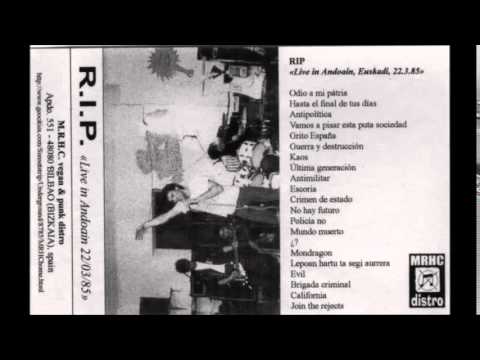 R.I.P. «Live in Andoain 22/03/85»
M.R.H.C. vegan & punk distro
Apdo. 551 - 48080 BILBAO (BIZKAIA), spain
RIP
«Live in Andoain, Euskadi, 22.3.85»
Odio a mi pátria
Hasta el final de tus días
Antipolítica
Vamos a pisar esta puta sociedad
Grito España
Guerra y destrucción
Kaos
Última generación
Antimilitar
Escoria
Crimen de estado
No hay futuro
Policía no
Mundo muerto
¿?
Mondragon
Lepoan hartu ta segi aurrera
Evil
Brigada criminal
California
Join the rejects
MRHC
distro